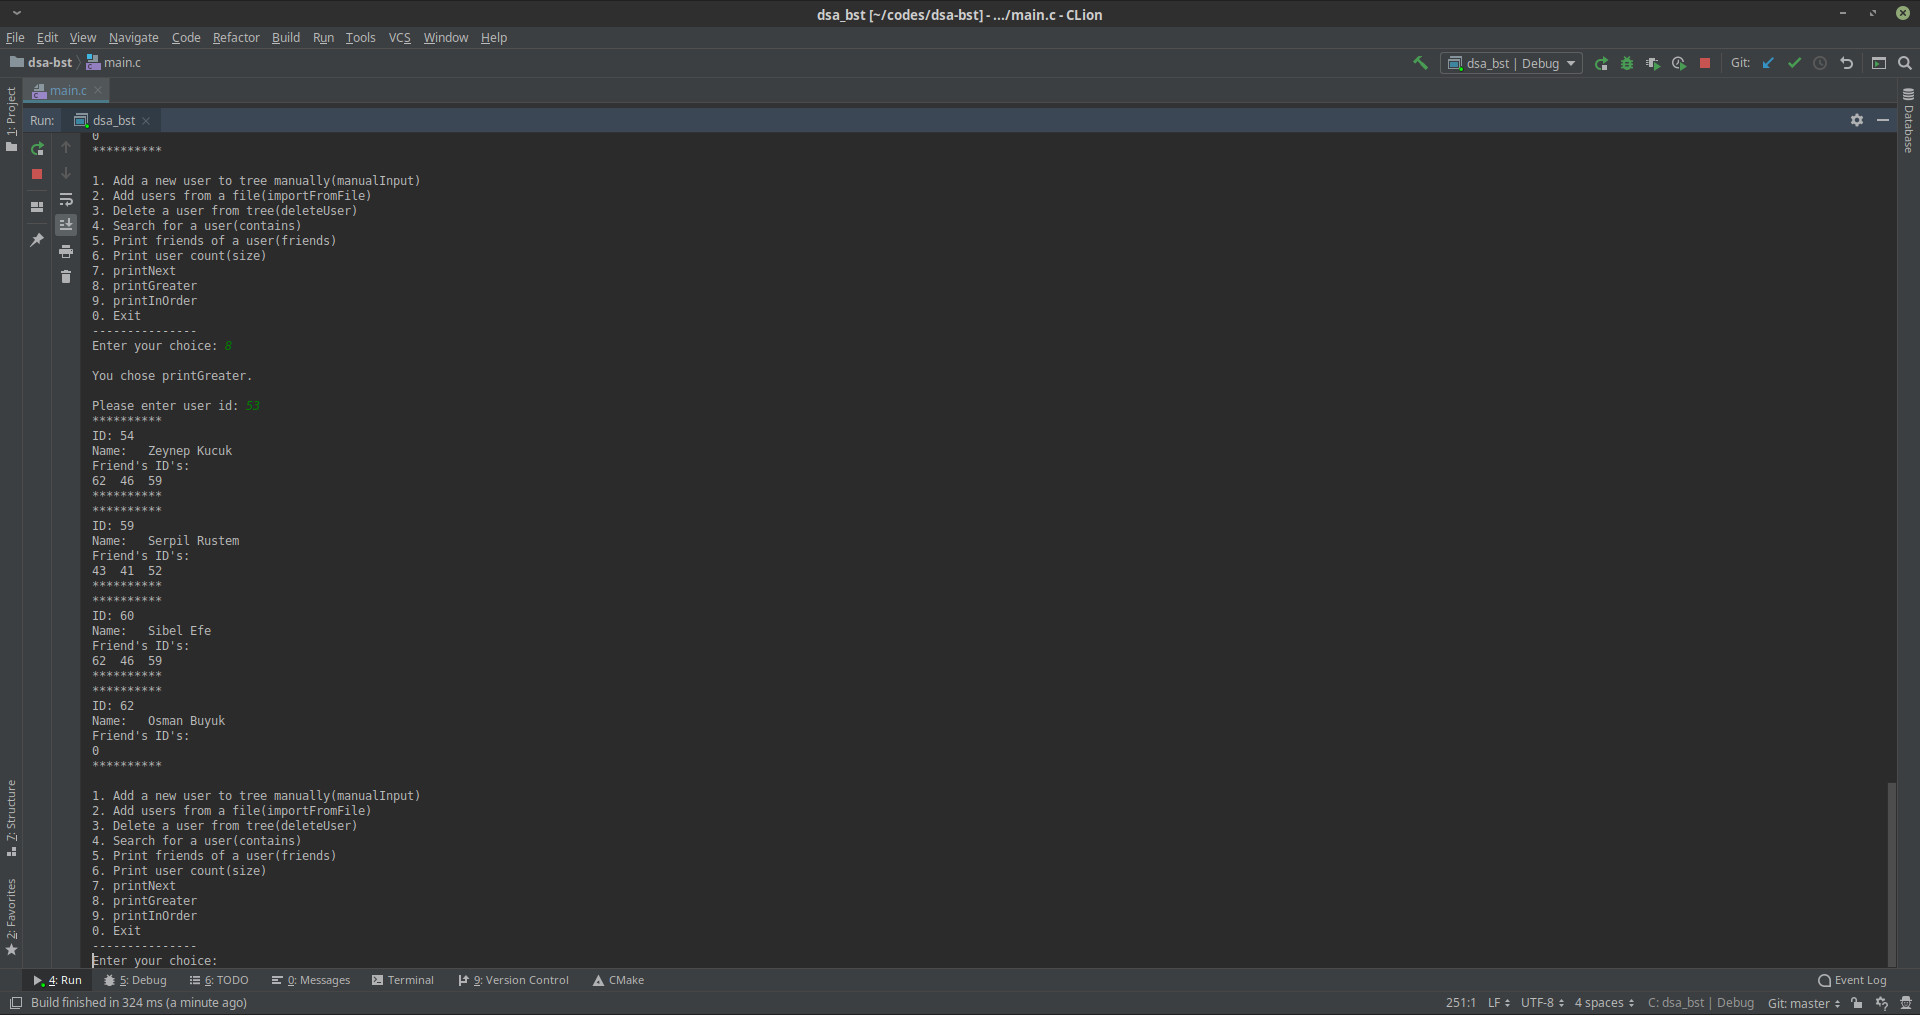 dsa_bst [~/codes/dsa-bst] - .../main.c - CLion
File Edit View Navigate Code Refactor Build Run Tools VCS Window Help
dsa-bst main.c dsa_bst | Debug Git:
main.c
1: Project
Database
Run: dsa_bst
0
**********
1. Add a new user to tree manually(manualInput)
2. Add users from a file(importFromFile)
3. Delete a user from tree(deleteUser)
4. Search for a user(contains)
5. Print friends of a user(friends)
6. Print user count(size)
7. printNext
8. printGreater
9. printInOrder
0. Exit
---------------
Enter your choice: 8
You chose printGreater.
Please enter user id: 53
**********
ID: 54
Name:   Zeynep Kucuk
Friend's ID's:
62  46  59
**********
**********
ID: 59
Name:   Serpil Rustem
Friend's ID's:
43  41  52
**********
**********
ID: 60
Name:   Sibel Efe
Friend's ID's:
62  46  59
**********
**********
ID: 62
Name:   Osman Buyuk
Friend's ID's:
0
**********
1. Add a new user to tree manually(manualInput)
2. Add users from a file(importFromFile)
3. Delete a user from tree(deleteUser)
4. Search for a user(contains)
5. Print friends of a user(friends)
6. Print user count(size)
7. printNext
8. printGreater
9. printInOrder
0. Exit
---------------
Enter your choice:
7: Structure
2: Favorites
4: Run 5: Debug 6: TODO 0: Messages Terminal 9: Version Control CMake Event Log
Build finished in 324 ms (a minute ago) 251:1 LF UTF-8 4 spaces C: dsa_bst | Debug Git: master